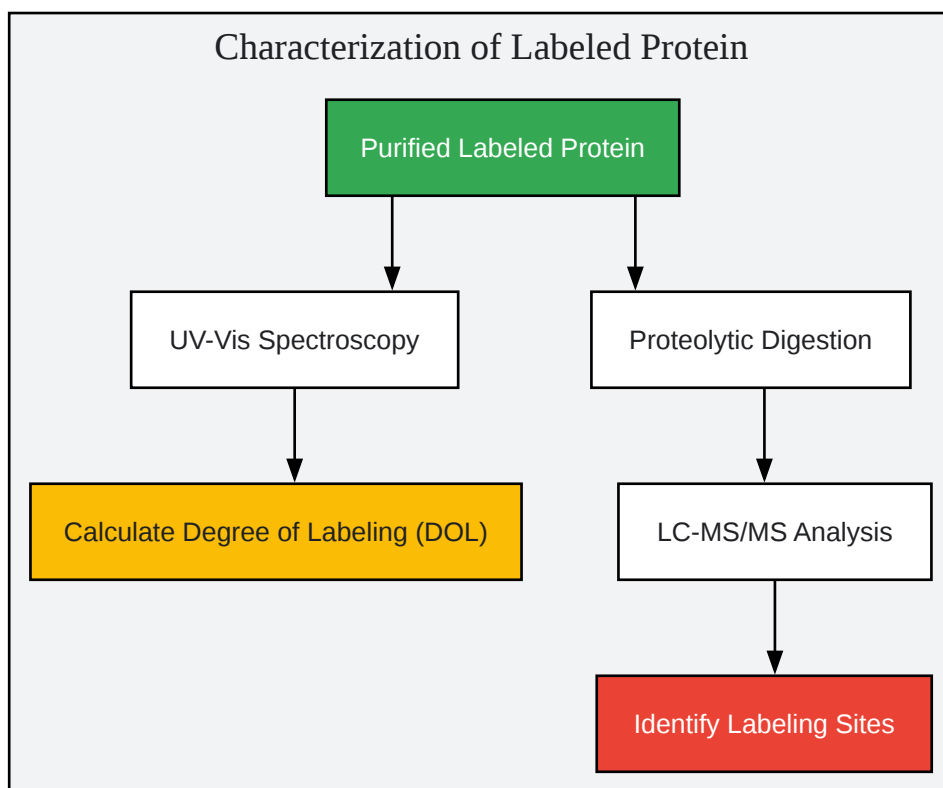 Characterization of Labeled Protein
Purified Labeled Protein
UV-Vis Spectroscopy
Proteolytic Digestion
Calculate Degree of Labeling (DOL)
LC-MS/MS Analysis
Identify Labeling Sites